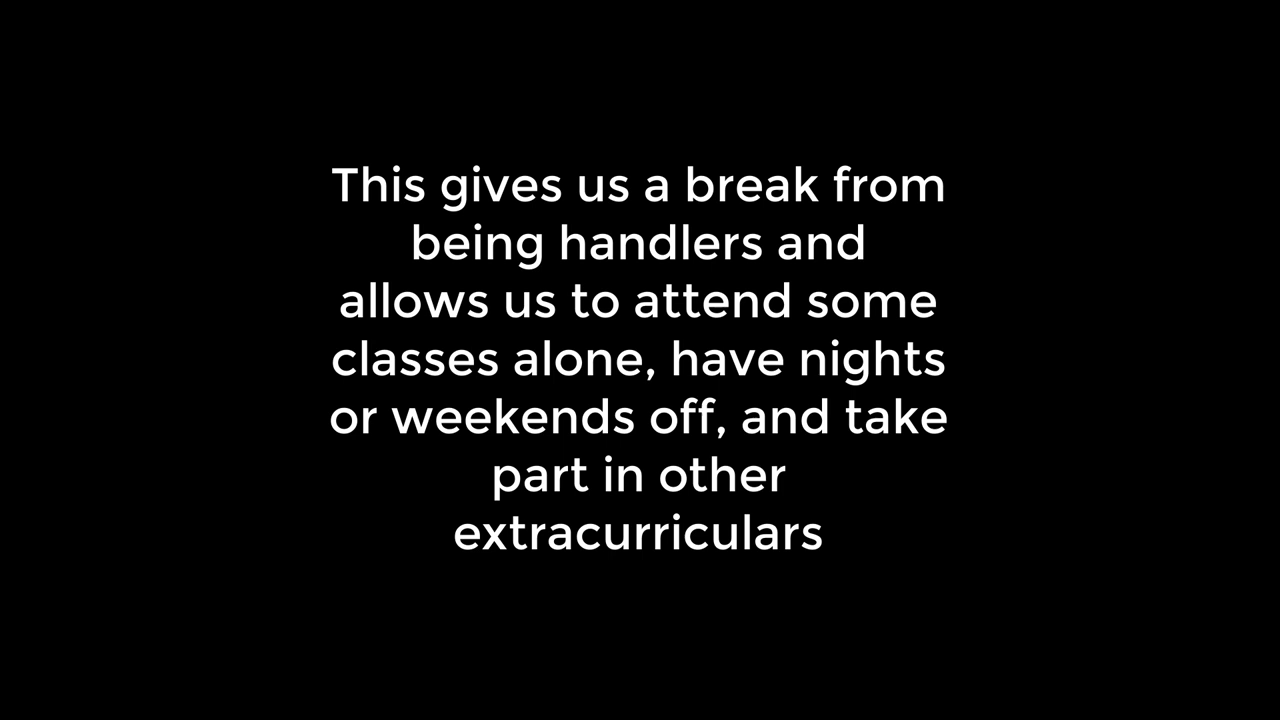 This gives us a break from
being handlers and
allows us to attend some
classes alone, have nights
or weekends off, and take
part in other
extracurriculars